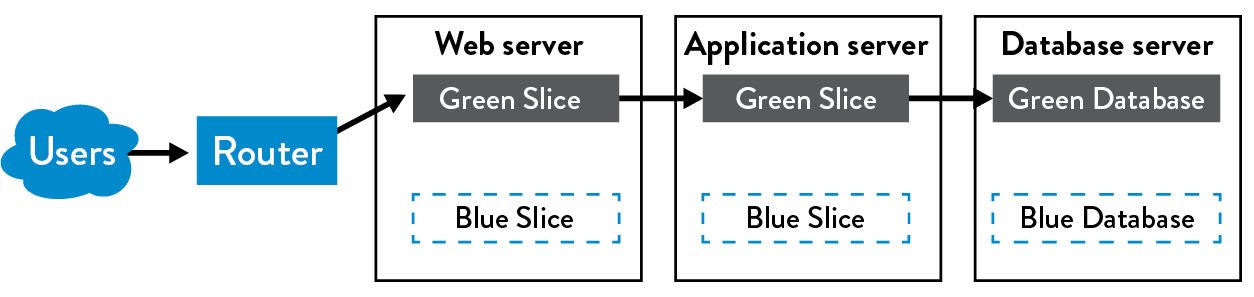 Users
Router
Web server
Green Slice
Blue Slice
Application server
Green Slice
Blue Slice
Database server
Green Database
Blue Database